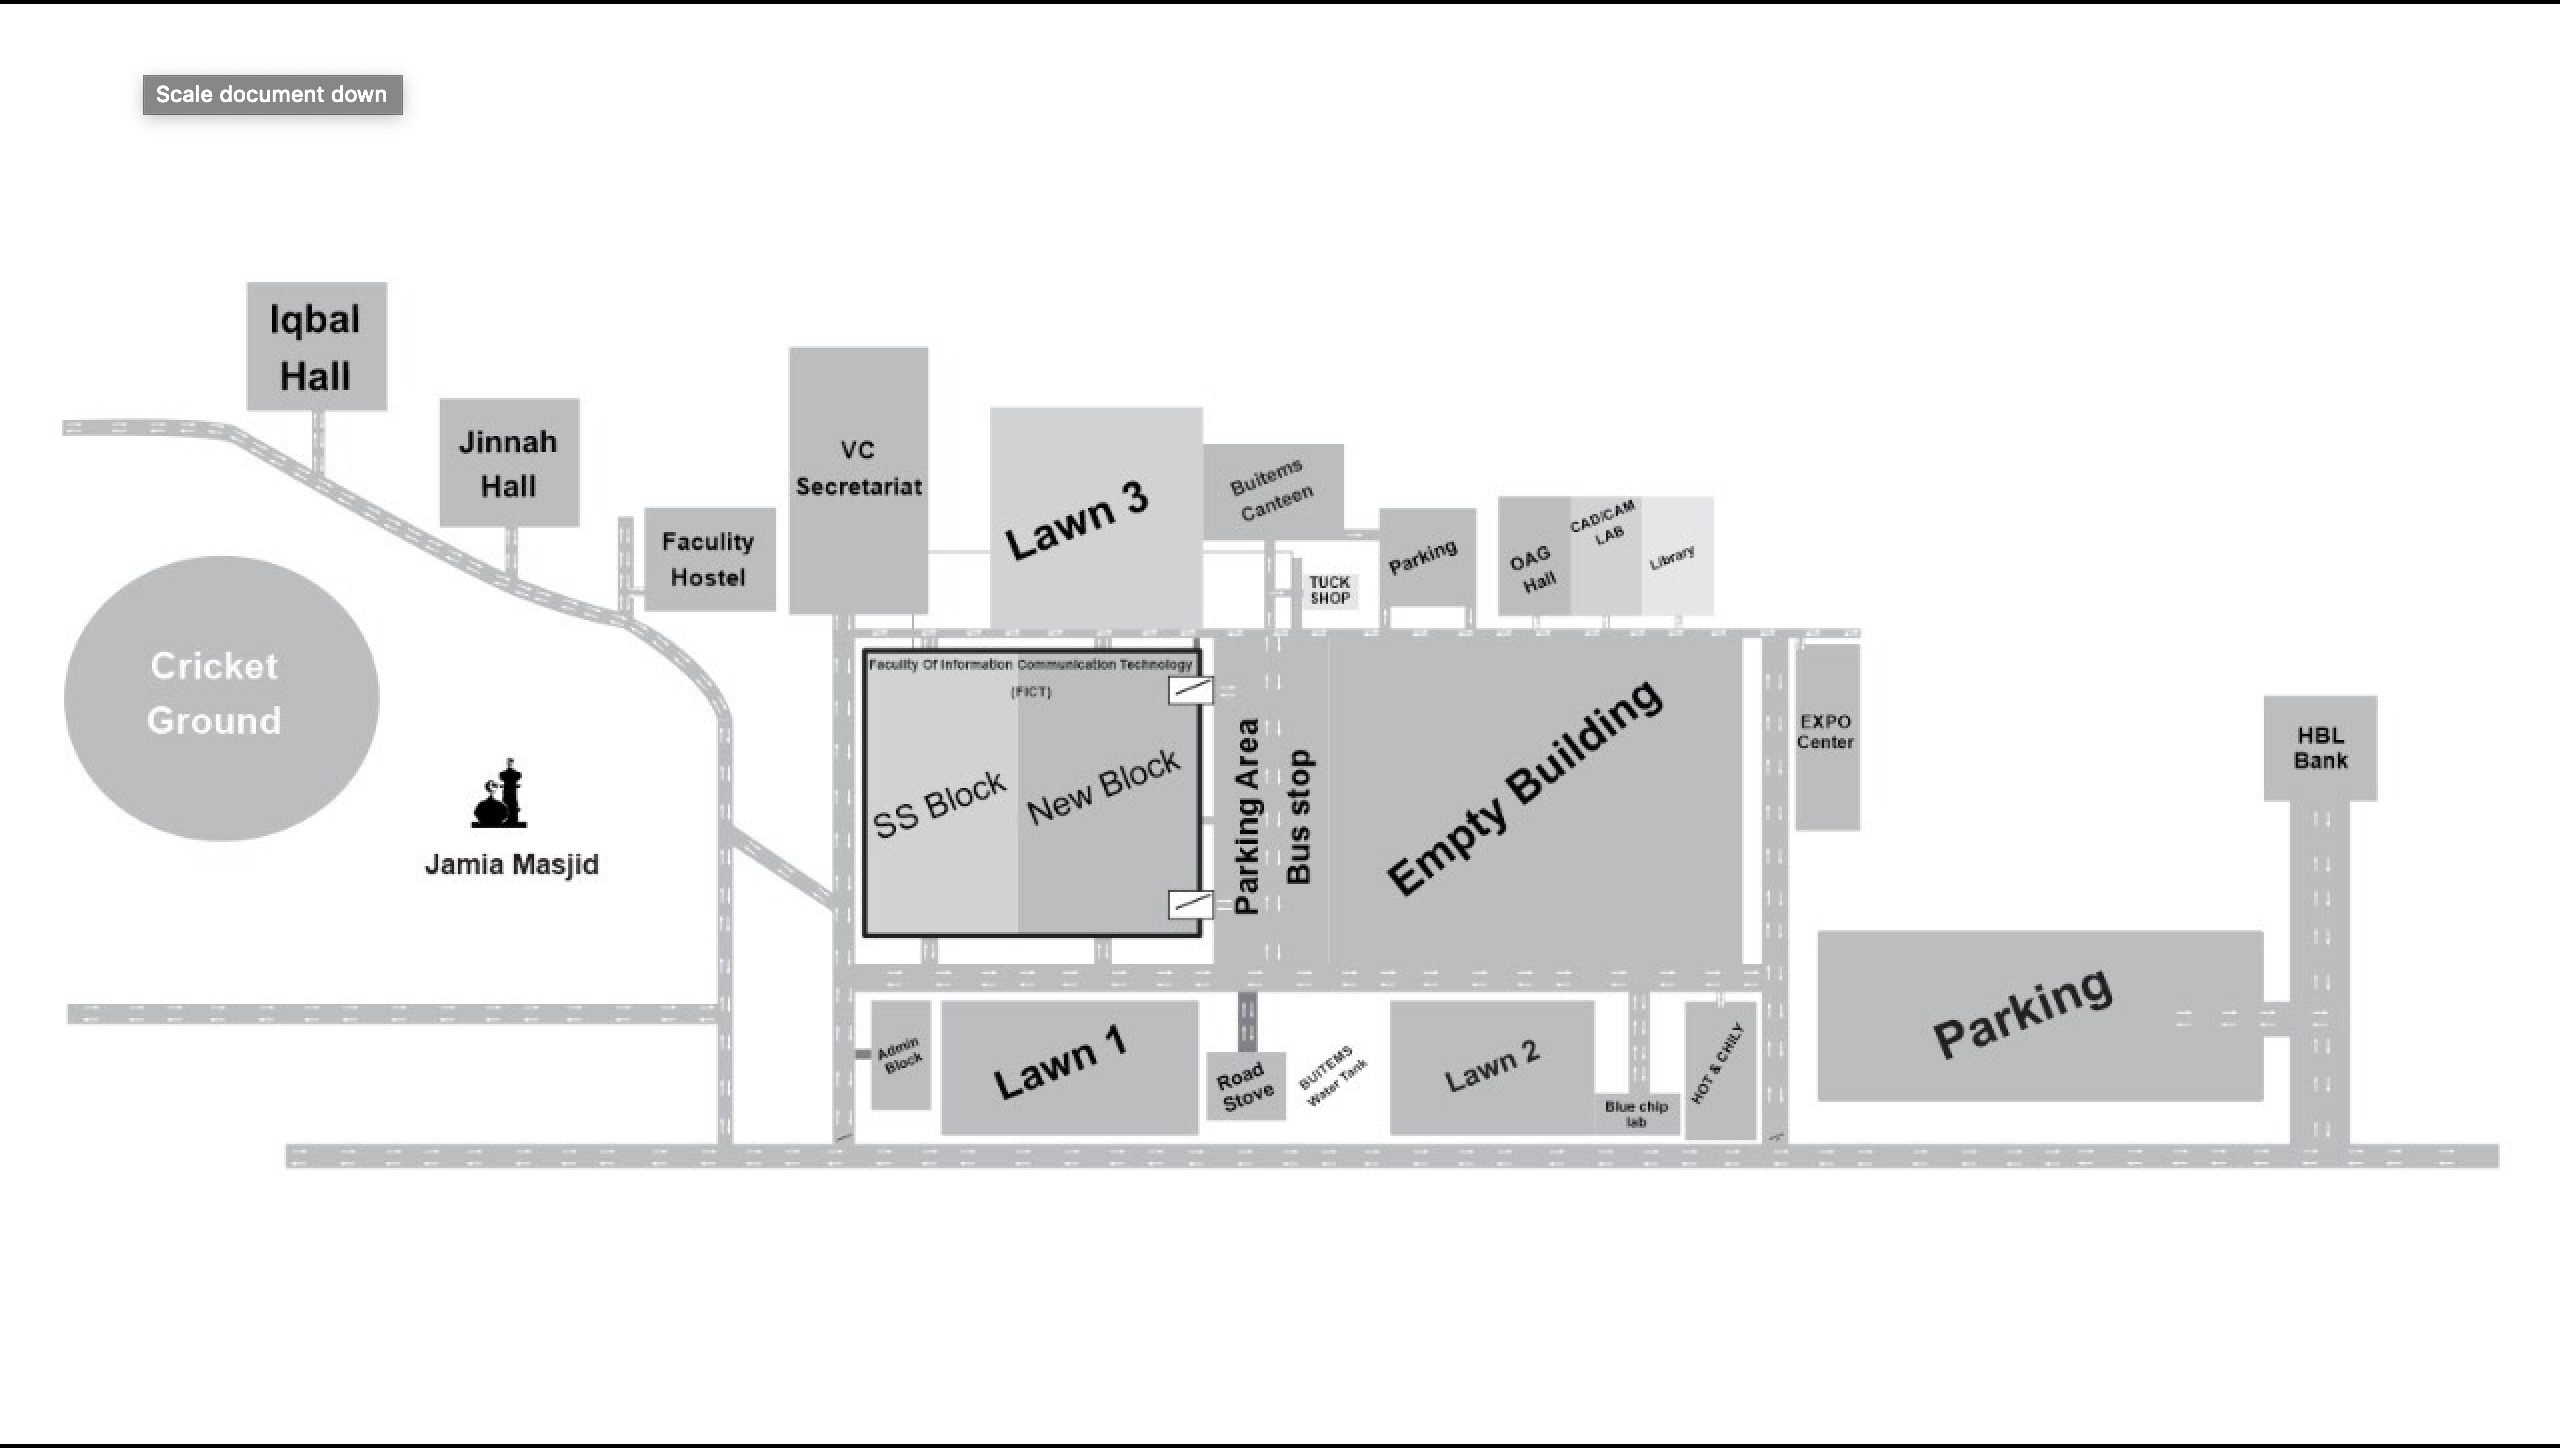 Scale document down
Iqbal
Hall
Jinnah
Hall
Faculity
Hostel
VC
Secretariat
Lawn 3
Buitems
Canteen
TUCK
SHOP
Parking
OAG
Hall
CAD/CAM
LAB
Library
Cricket
Ground
Jamia Masjid
Faculity Of Information Communication Technology
(FICT)
SS Block
New Block
Parking Area
Bus stop
Empty Building
EXPO
Center
HBL
Bank
Admin
Block
Lawn 1
Road
Stove
BUITEMS
Water Tank
Lawn 2
Blue chip
lab
HOT & CHILY
Parking